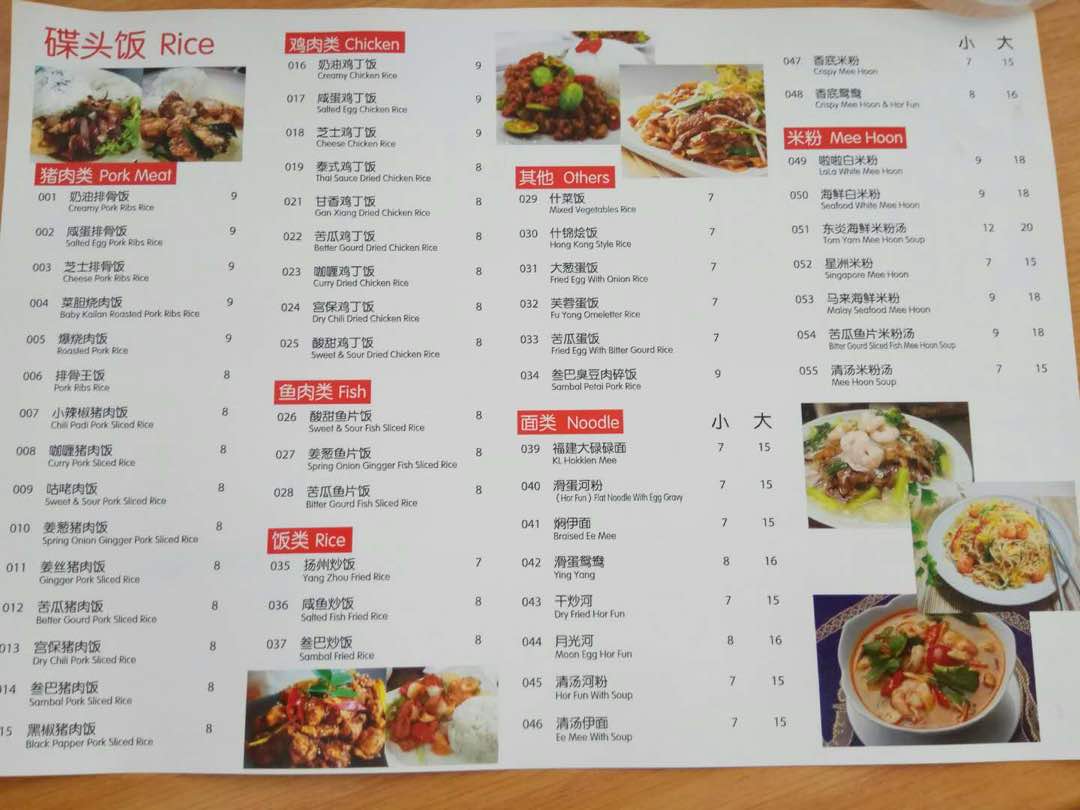 碟头饭 Rice
猪肉类 Pork Meat
001 奶油排骨饭 9
Creamy Pork Ribs Rice
002 咸蛋排骨饭 9
Salted Egg Pork Ribs Rice
003 芝士排骨饭 9
Cheese Pork Ribs Rice
004 菜胆烧肉饭 9
Baby Kailan Roasted Pork Ribs Rice
005 爆烧肉饭 9
Roasted Pork Rice
006 排骨王饭 8
Pork Ribs Rice
007 小辣椒猪肉饭 8
Chili Padi Pork Sliced Rice
008 咖喱猪肉饭 8
Curry Pork Sliced Rice
009 咕咾肉饭 8
Sweet & Sour Pork Sliced Rice
010 姜葱猪肉饭 8
Spring Onion Gingger Pork Sliced Rice
011 姜丝猪肉饭 8
Gingger Pork Sliced Rice
012 苦瓜猪肉饭 8
Better Gourd Pork Sliced Rice
013 宫保猪肉饭 8
Dry Chili Pork Sliced Rice
014 叁巴猪肉饭 8
Sambal Pork Sliced Rice
15 黑椒猪肉饭 8
Black Papper Pork Sliced Rice
鸡肉类 Chicken
016 奶油鸡丁饭 9
Creamy Chicken Rice
017 咸蛋鸡丁饭 9
Salted Egg Chicken Rice
018 芝士鸡丁饭 9
Cheese Chicken Rice
019 泰式鸡丁饭 8
Thai Sauce Dried Chicken Rice
021 甘香鸡丁饭 8
Gan Xiang Dried Chicken Rice
022 苦瓜鸡丁饭 8
Better Gourd Dried Chicken Rice
023 咖喱鸡丁饭 8
Curry Dried Chicken Rice
024 宫保鸡丁饭 8
Dry Chili Dried Chicken Rice
025 酸甜鸡丁饭 8
Sweet & Sour Dried Chicken Rice
鱼肉类 Fish
026 酸甜鱼片饭 8
Sweet & Sour Fish Sliced Rice
027 姜葱鱼片饭 8
Spring Onion Gingger Fish Sliced Rice
028 苦瓜鱼片饭 8
Bitter Gourd Fish Sliced Rice
饭类 Rice
035 扬州炒饭 7
Yang Zhou Fried Rice
036 咸鱼炒饭 8
Salted Fish Fried Rice
037 叁巴炒饭 8
Sambal Fried Rice
其他 Others
029 什菜饭 7
Mixed Vegetables Rice
030 什锦烩饭 7
Hong Kong Style Rice
031 大葱蛋饭 7
Fried Egg With Onion Rice
032 芙蓉蛋饭 7
Fu Yong Omeletter Rice
033 苦瓜蛋饭 7
Fried Egg With Bitter Gourd Rice
034 叁巴臭豆肉碎饭 9
Sambal Petai Pork Rice
面类 Noodle 小 大
039 福建大碌碌面 7 15
KL Hokkien Mee
040 滑蛋河粉 7 15
(Hor Fun) Flat Noodle With Egg Gravy
041 焖伊面 7 15
Braised Ee Mee
042 滑蛋鸳鸯 8 16
Ying Yang
043 干炒河 7 15
Dry Fried Hor Fun
044 月光河 8 16
Moon Egg Hor Fun
045 清汤河粉 7 15
Hor Fun With Soup
046 清汤伊面 7 15
Ee Mee With Soup
小 大
047 香底米粉 7 15
Crispy Mee Hoon
048 香底鸳鸯 8 16
Crispy Mee Hoon & Hor Fun
米粉 Mee Hoon
049 啦啦白米粉 9 18
LaLa White Mee Hoon
050 海鲜白米粉 9 18
Seafood White Mee Hoon
051 东炎海鲜米粉汤 12 20
Tom Yam Mee Hoon Soup
052 星洲米粉 7 15
Singapore Mee Hoon
053 马来海鲜米粉 9 18
Malay Seafood Mee Hoon
054 苦瓜鱼片米粉汤 9 18
Bitter Gourd Sliced Fish Mee Hoon Soup
055 清汤米粉汤 7 15
Mee Hoon Soup